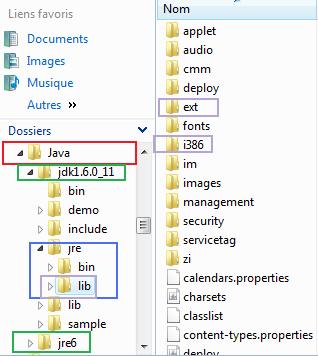 Liens favoris
Documents
Images
Musique
Autres »
Dossiers
Java
jdk1.6.0_11
bin
demo
include
jre
bin
lib
lib
sample
jre6
Nom
applet
audio
cmm
deploy
ext
fonts
i386
im
images
management
security
servicetag
zi
calendars.properties
charsets
classlist
content-types.properties
deploy